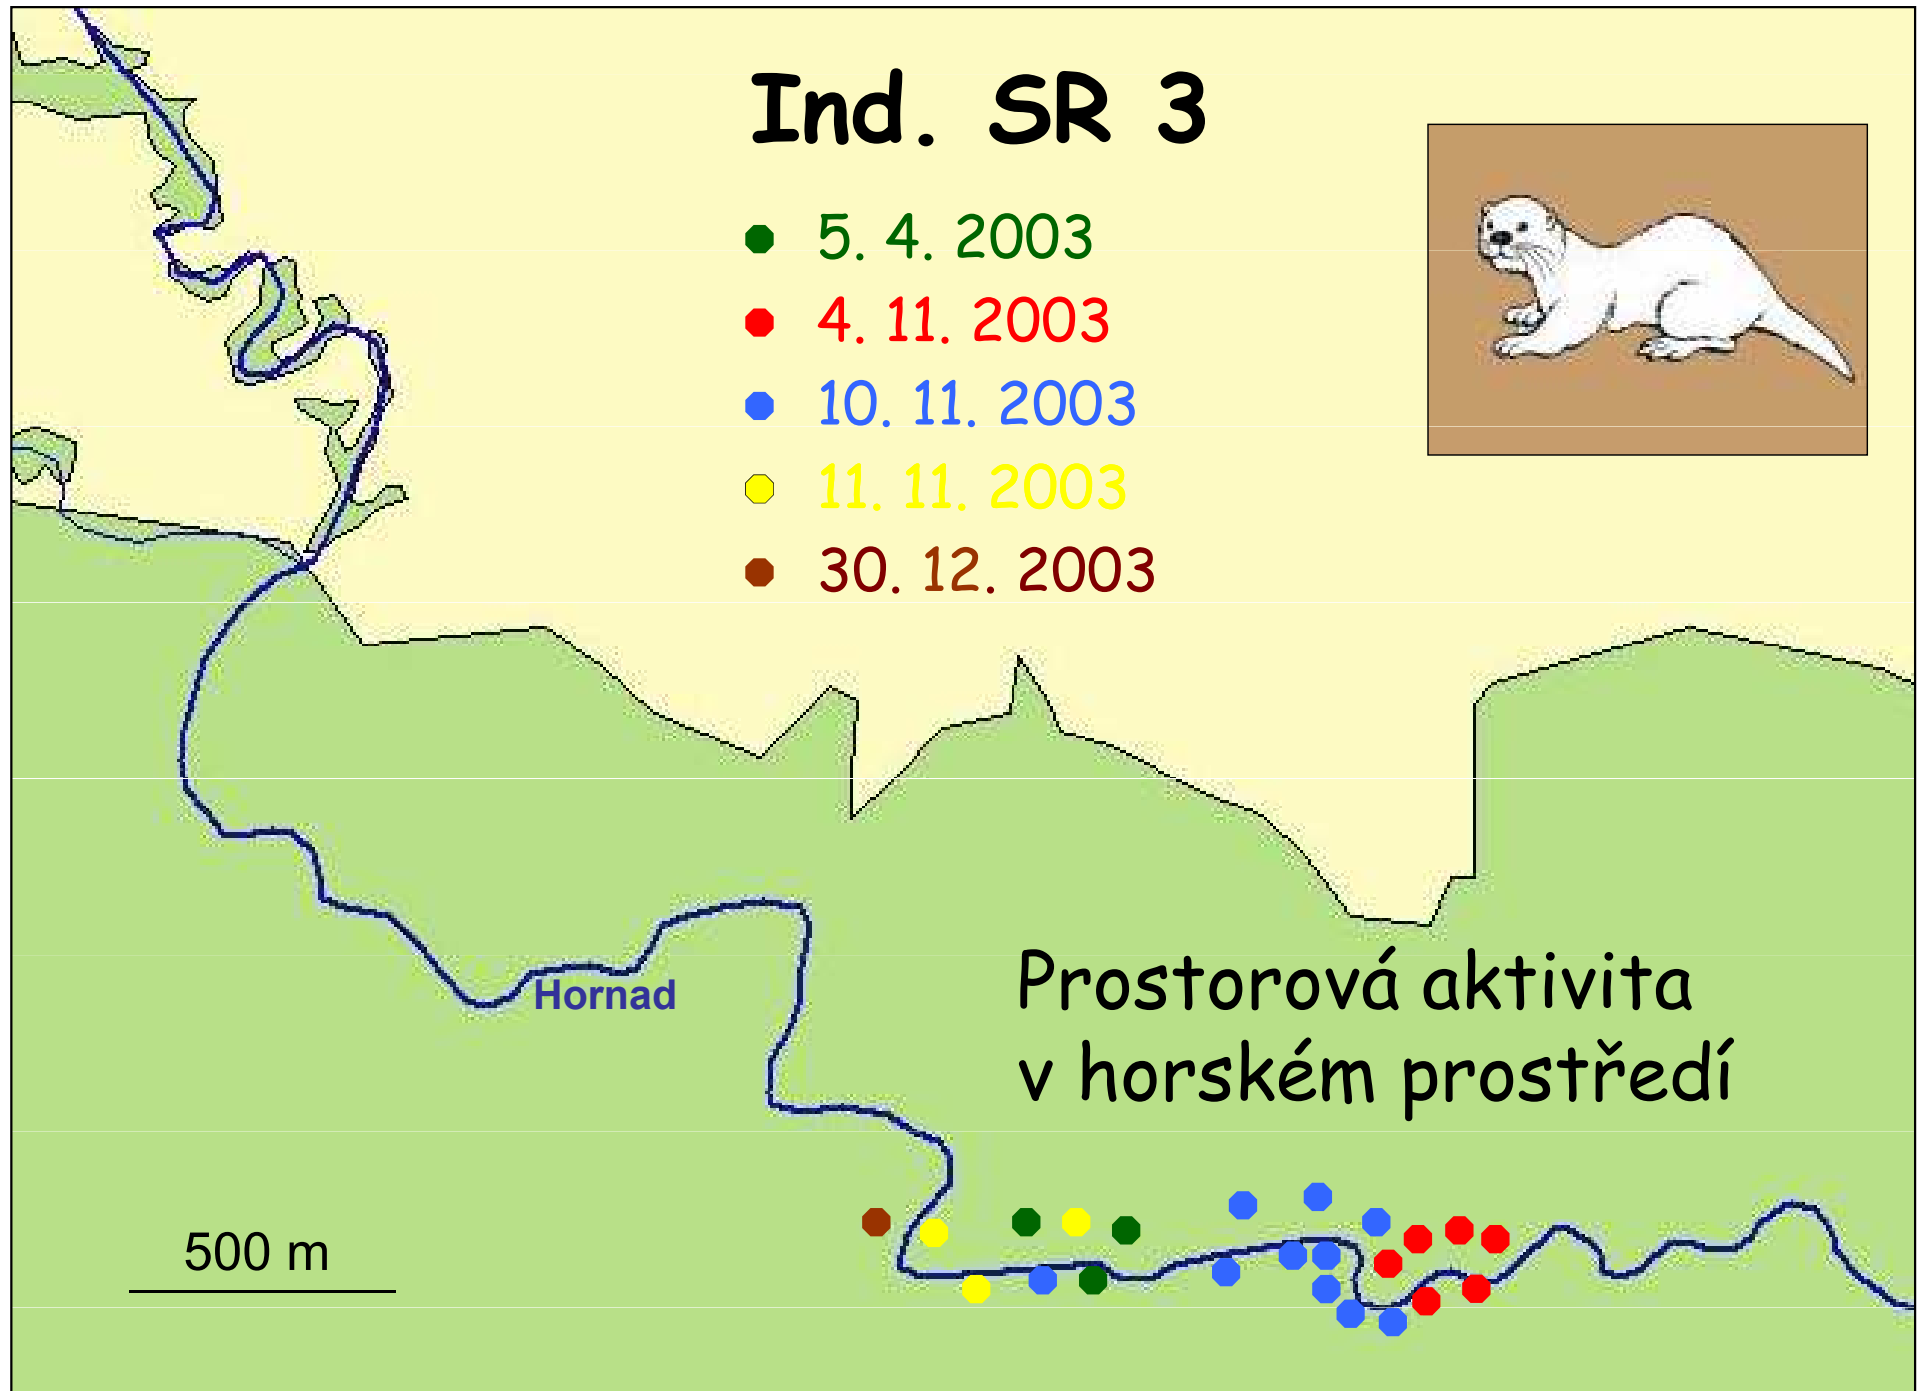 Ind. SR 3
5. 4. 2003
4. 11. 2003
10. 11. 2003
11. 11. 2003
30. 12. 2003
Hornad
Prostorová aktivita
v horském prostředí
500 m